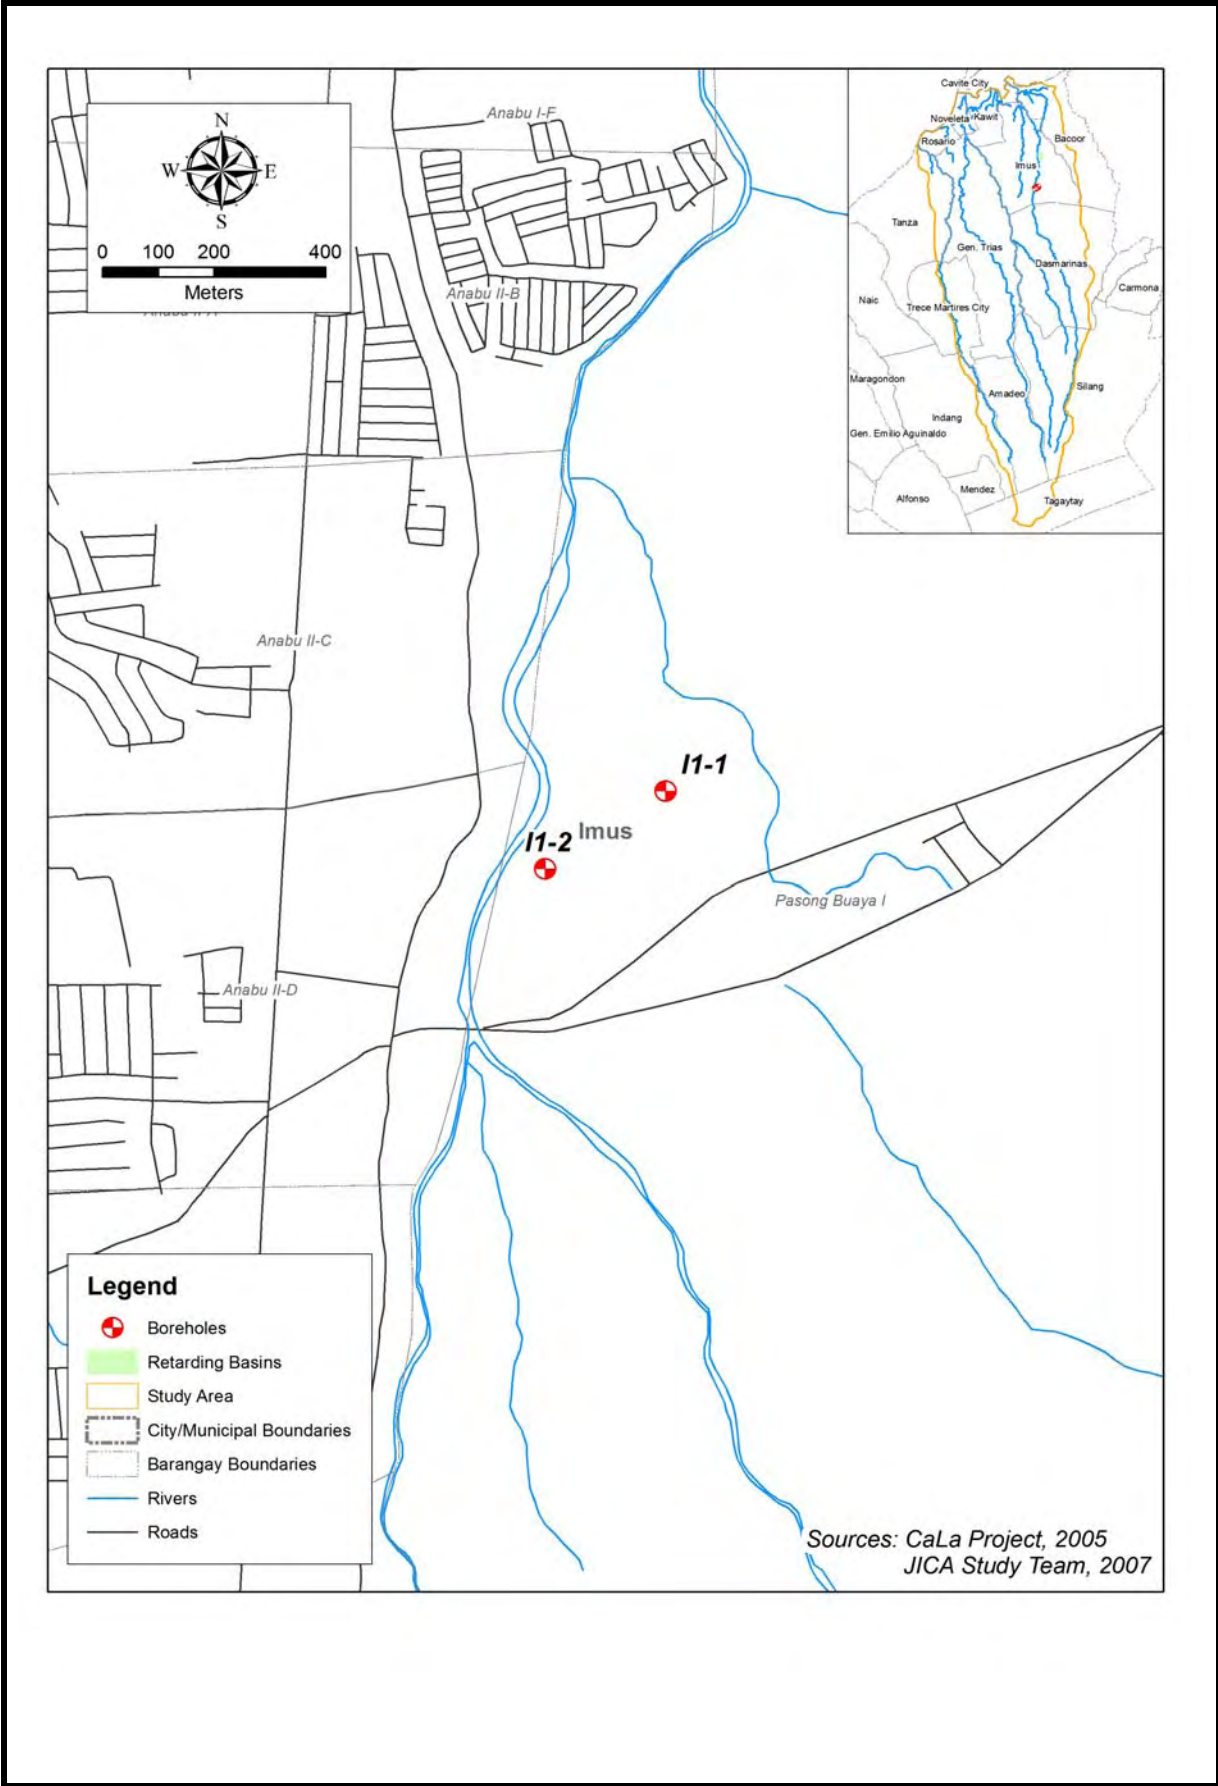 N
W
E
S
0 100 200 400
Meters
Anabu I-F
Anabu II-B
Anabu II-A
Cavite City
Noveleta
Kawit
Rosario
Bacoor
Imus
Tanza
Gen. Trias
Dasmarinas
Carmona
Naic
Trece Martires City
Maragondon
Amadeo
Silang
Indang
Gen. Emilio Aguinaldo
Mendez
Alfonso
Tagaytay
Anabu II-C
I1-1
I1-2
Imus
Pasong Buaya I
Anabu II-D
Legend
Boreholes
Retarding Basins
Study Area
City/Municipal Boundaries
Barangay Boundaries
Rivers
Roads
Sources: CaLa Project, 2005
JICA Study Team, 2007